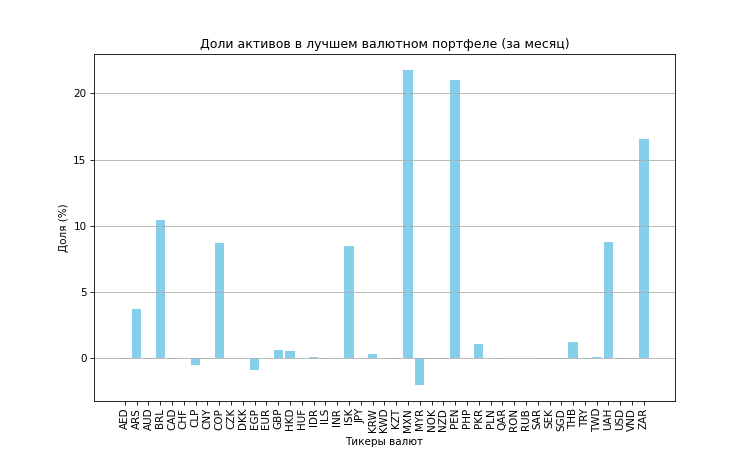 Доли активов в лучшем валютном портфеле (за месяц)
Доля (%)
20
15
10
5
0
AED
ARS
AUD
BRL
CAD
CHF
CLP
CNY
COP
CZK
DKK
EGP
EUR
GBP
HKD
HUF
IDR
ILS
INR
ISK
JPY
KRW
KWD
KZT
MXN
MYR
NOK
NZD
PEN
PHP
PKR
PLN
QAR
RON
RUB
SAR
SEK
SGD
THB
TRY
TWD
UAH
USD
VND
ZAR
Тикеры валют